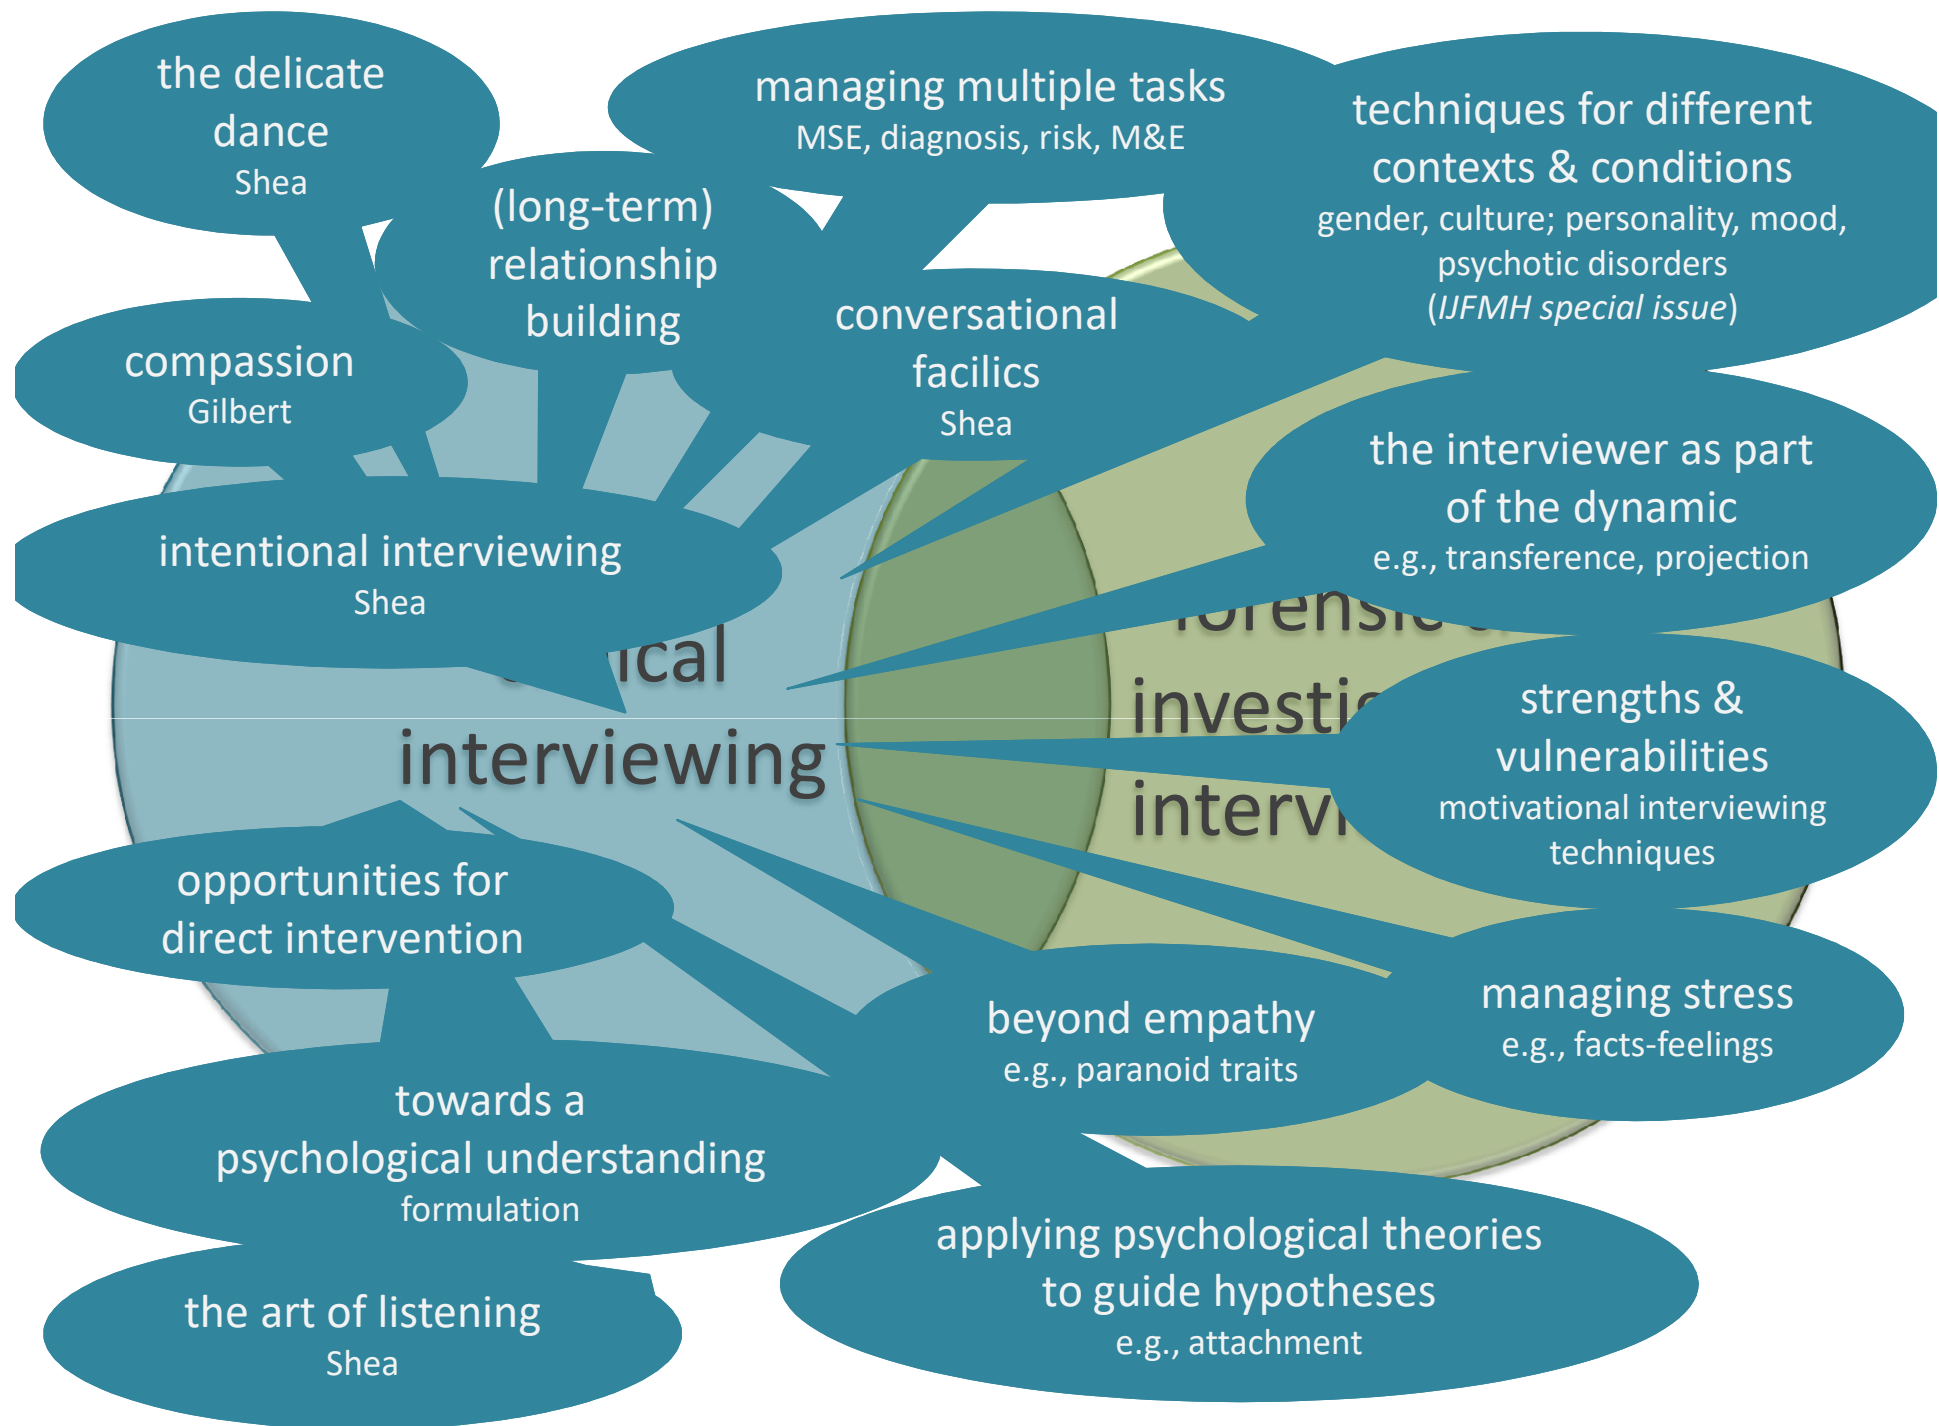 the delicate
dance
Shea
managing multiple tasks
MSE, diagnosis, risk, M&E
techniques for different
contexts & conditions
gender, culture; personality, mood,
psychotic disorders
(IJFMH special issue)
(long-term)
relationship
building
conversational
facilics
Shea
compassion
Gilbert
the interviewer as part
of the dynamic
e.g., transference, projection
intentional interviewing
Shea
interviewing
strengths &
vulnerabilities
motivational interviewing
techniques
opportunities for
direct intervention
beyond empathy
e.g., paranoid traits
managing stress
e.g., facts-feelings
towards a
psychological understanding
formulation
applying psychological theories
to guide hypotheses
e.g., attachment
the art of listening
Shea